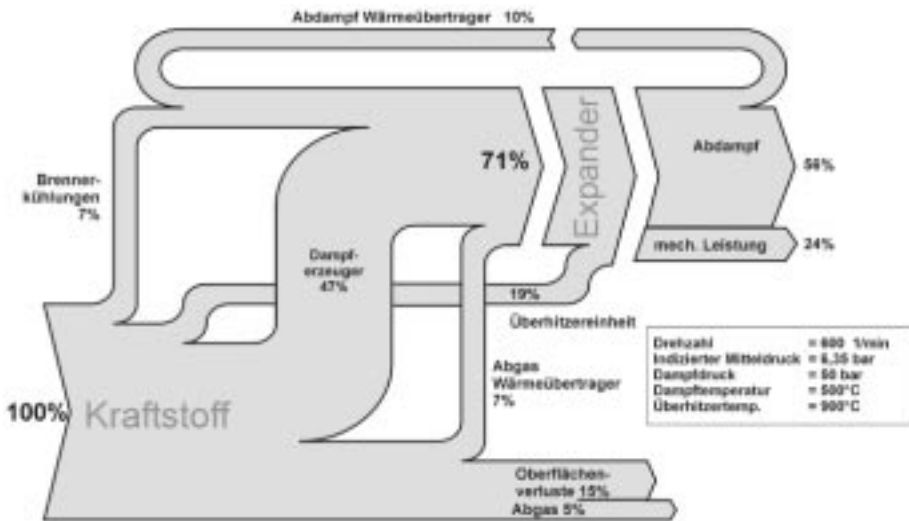 Abdampf Wärmeübertrager 10%
71%
Expander
Abdampf
56%
Brenner-
kühlungen
7%
mech. Leistung
24%
Dampf-
erzeuger
47%
19%
Überhitzereinheit
Drehzahl = 600 1/min
Indizierter Mitteldruck = 6,35 bar
Dampfdruck = 50 bar
Dampftemperatur = 500°C
Überhitzertemp. = 900°C
Abgas
Wärmeübertrager
7%
100% Kraftstoff
Oberflächen-
verluste 15%
Abgas 5%